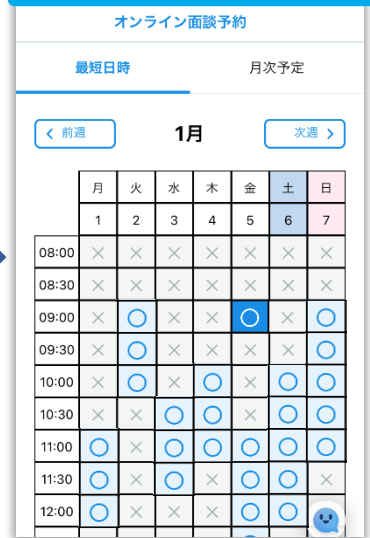 オンライン面談予約
最短日時 月次予定
< 前週 1月 次週 >
月 火 水 木 金 土 日
1 2 3 4 5 6 7
08:00 × × × × × × ×
08:30 × × × × × × ×
09:00 × ○ × × ○ × ○
09:30 × ○ × × × × ○
10:00 × ○ × ○ × ○ ○
10:30 × × ○ ○ × ○ ○
11:00 ○ × ○ ○ ○ ○ ○
11:30 ○ × ○ × ○ ○ ×
12:00 ○ × × × ○ ○